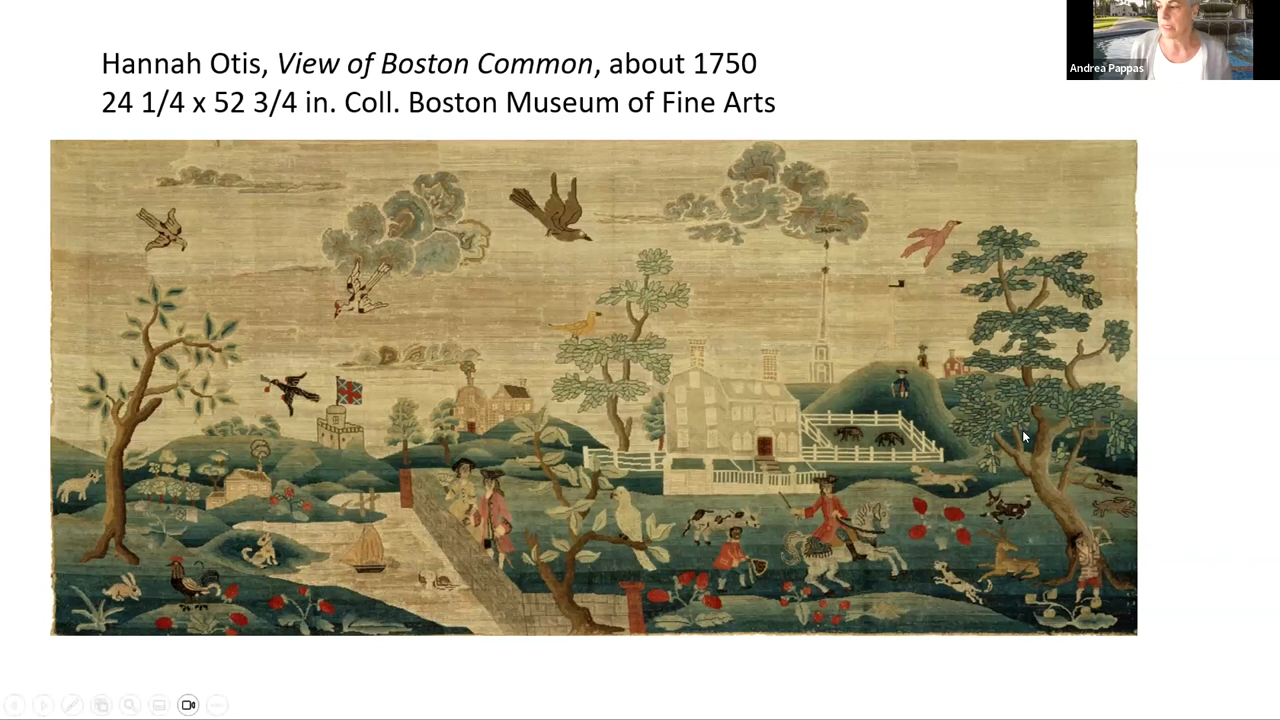 Hannah Otis, View of Boston Common, about 1750
24 1/4 x 52 3/4 in. Coll. Boston Museum of Fine Arts
Andrea Pappas